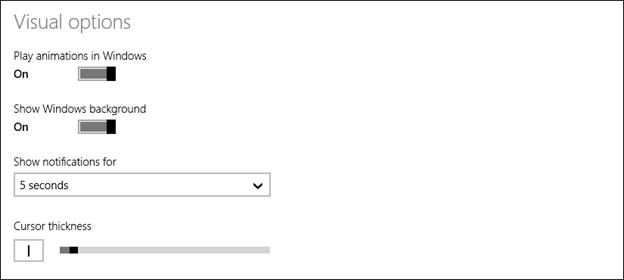 Visual options
Play animations in Windows
On
Show Windows background
On
Show notifications for
5 seconds
Cursor thickness